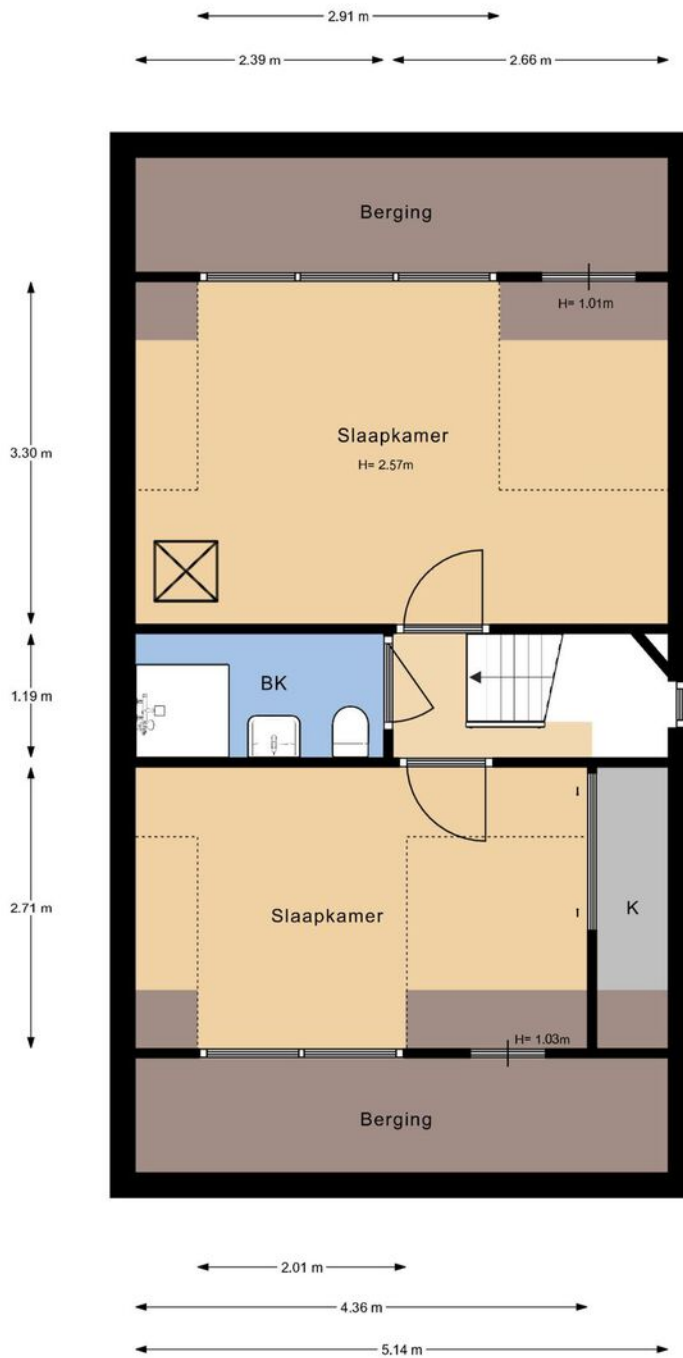 2.91 m
2.39 m
2.66 m
Berging
H= 1.01m
3.30 m
Slaapkamer
H= 2.57m
1.19 m
BK
2.71 m
Slaapkamer
K
H= 1.03m
Berging
2.01 m
4.36 m
5.14 m